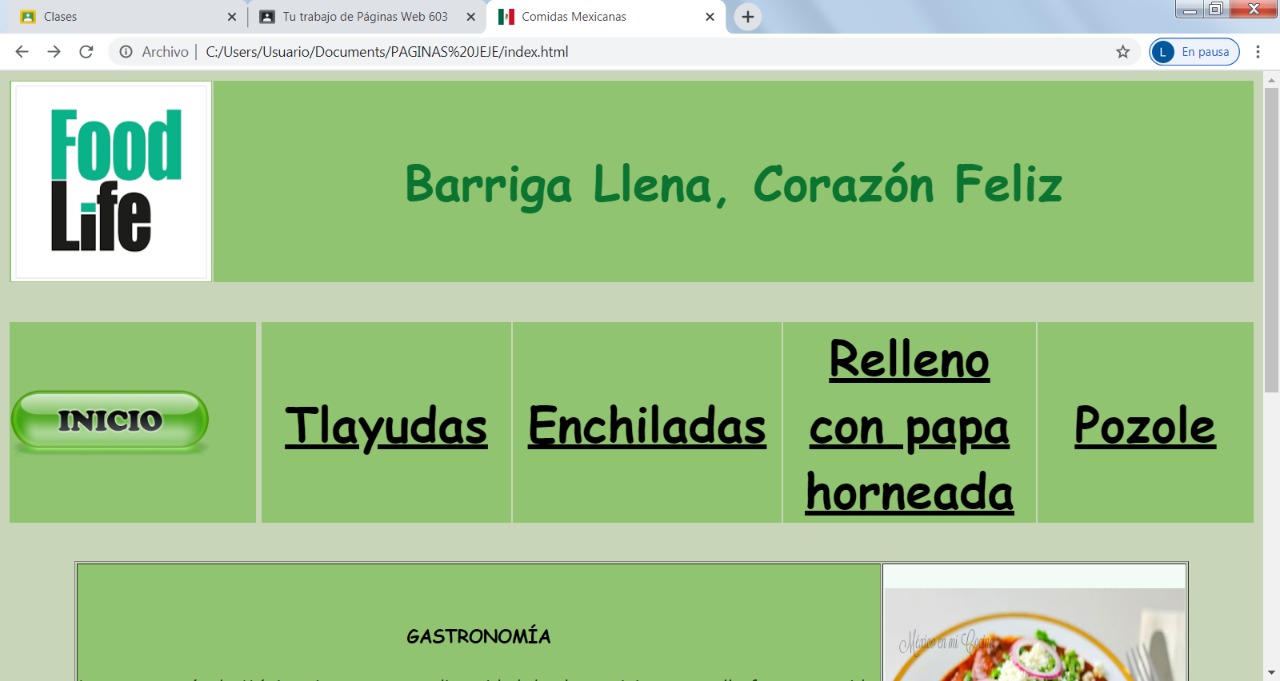 Clases
Tu trabajo de Páginas Web 603
Comidas Mexicanas
Archivo | C:/Users/Usuario/Documents/PAGINAS%20JEJE/index.html
L En pausa
Food
Life
Barriga Llena, Corazón Feliz
INICIO
Tlayudas
Enchiladas
Relleno
con papa
horneada
Pozole
GASTRONOMÍA
México en mi Cocina